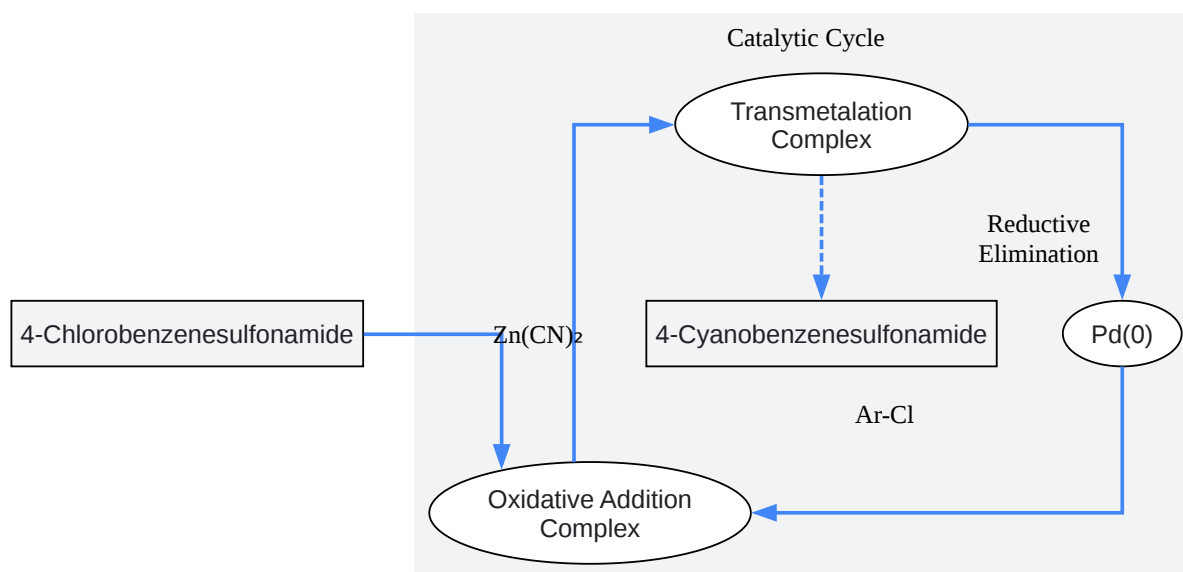 Catalytic Cycle
Transmetalation
Complex
Reductive
Elimination
4-Chlorobenzenesulfonamide
Zn(CN)₂
4-Cyanobenzenesulfonamide
Pd(0)
Ar-Cl
Oxidative Addition
Complex